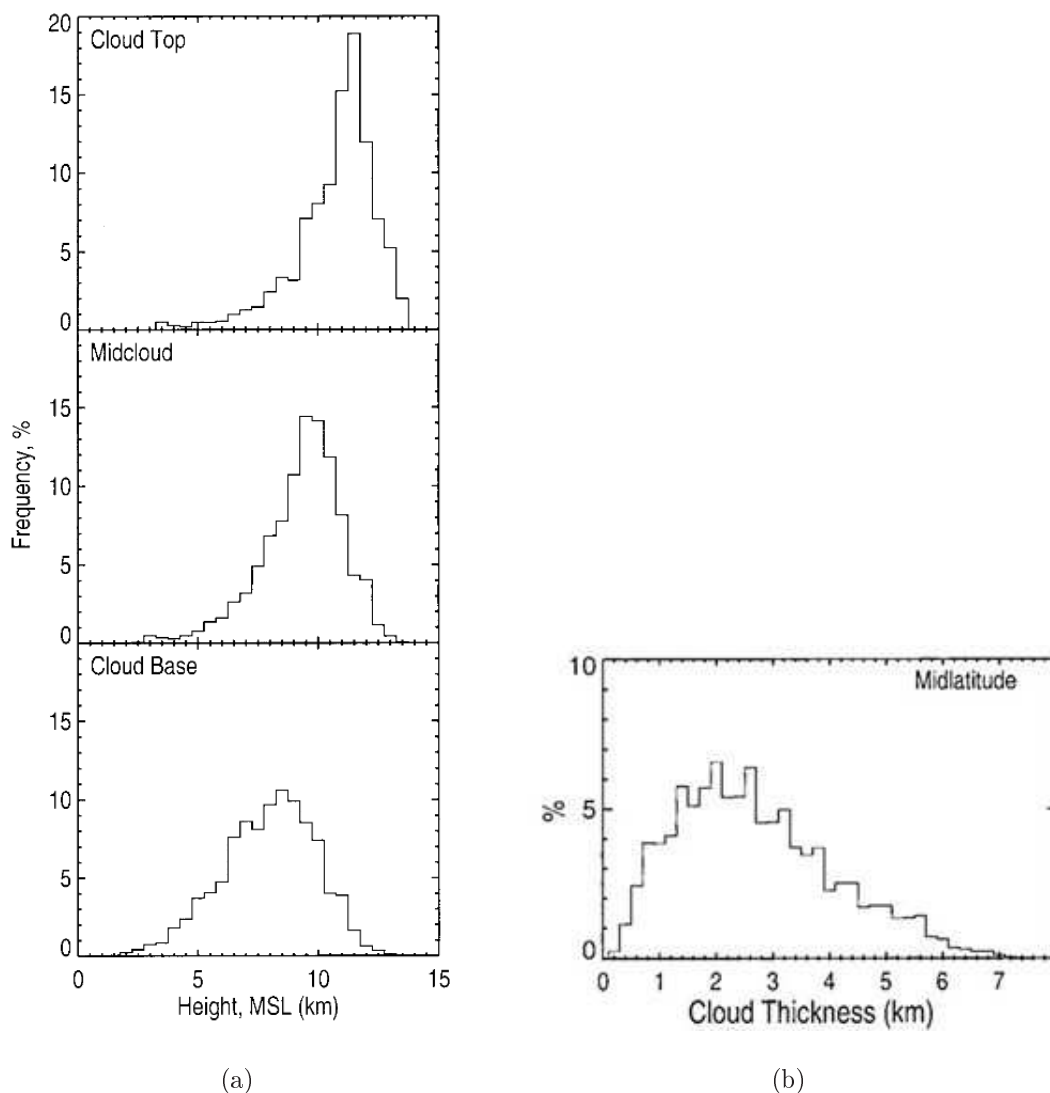 20
Cloud Top
15
10
5
0
Midcloud
15
10
5
0
Frequency, %
Cloud Base
15
10
5
0
0 5 10 15
Height, MSL (km)
(a)
10
Midlatitude
%
5
0
0 1 2 3 4 5 6 7
Cloud Thickness (km)
(b)